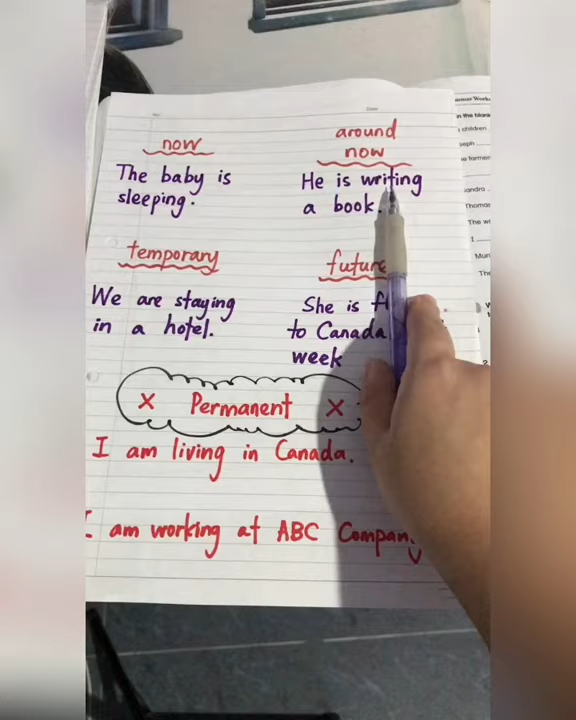 now
The baby is
sleeping.
around
now
He is writing
a book.
temporary
We are staying
in a hotel.
future
She is
to Canada
week
X Permanent X
I am living in Canada.
I am working at ABC Company